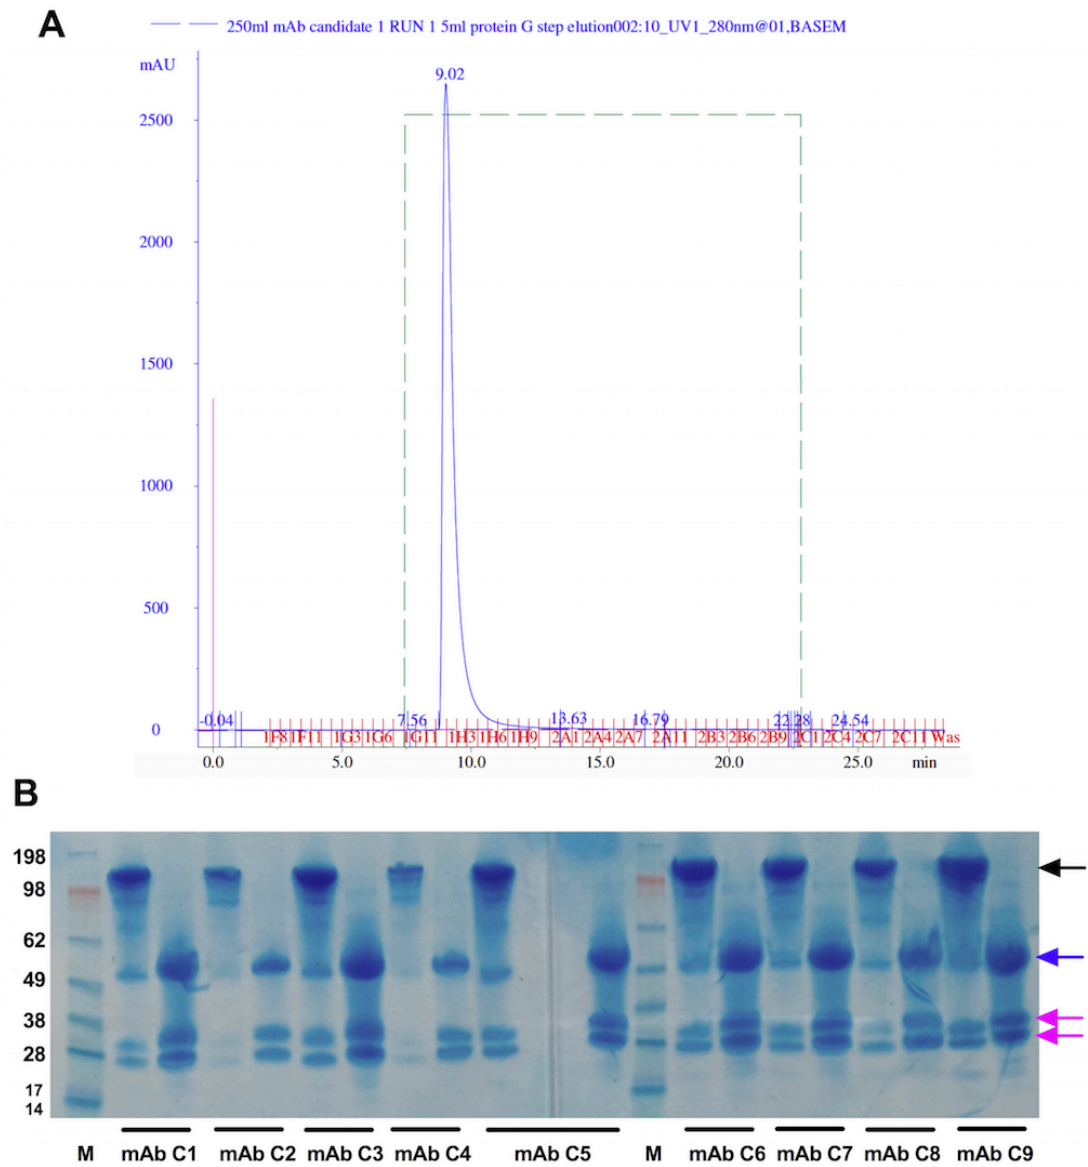 A
250ml mAb candidate 1 RUN 1 5ml protein G step elution002:10_UV1_280nm@01,BASEM
mAU
9.02
2500
2000
1500
1000
500
0
-0.04 7.56 13.63 16.79 22.28 24.54
1F8 1F11 1G3 1G6 1G11 1H3 1H6 1H9 2A1 2A4 2A7 2A11 2B3 2B6 2B9 2C1 2C4 2C7 2C11 Was
0.0 5.0 10.0 15.0 20.0 25.0 min
B
198
98
62
49
38
28
17
14
M mAb C1 mAb C2 mAb C3 mAb C4 mAb C5 M mAb C6 mAb C7 mAb C8 mAb C9